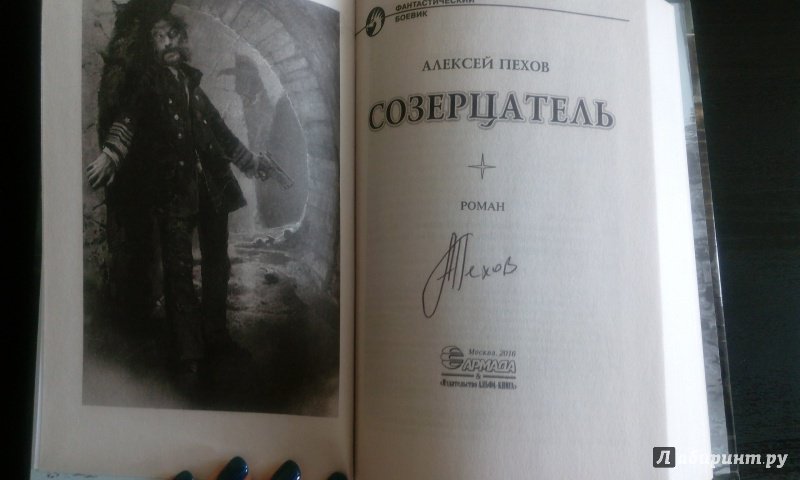 ФАНТАСТИЧЕСКИЙ
БОЕВИК
АЛЕКСЕЙ ПЕХОВ
СОЗЕРЦАТЕЛЬ
РОМАН
АПехов
Москва, 2016
АРМАДА
&
«Издательство АЛЬФА-КНИГА»
Лабиринт.ру